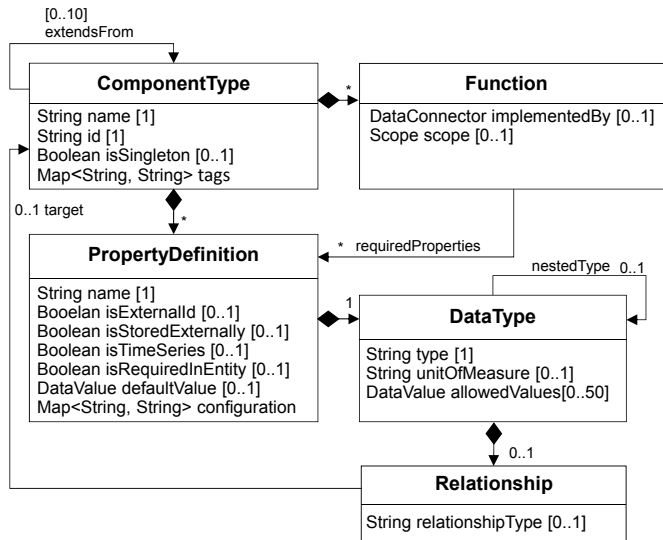 [0..10]
extendsFrom
ComponentType
String name [1]
String id [1]
Boolean isSingleton [0..1]
Map<String, String> tags
*
Function
DataConnector implementedBy [0..1]
Scope scope [0..1]
0..1 target
*
* requiredProperties
PropertyDefinition
String name [1]
Booelan isExternalId [0..1]
Boolean isStoredExternally [0..1]
Boolean isTimeSeries [0..1]
Boolean isRequiredInEntity [0..1]
DataValue defaultValue [0..1]
Map<String, String> configuration
nestedType 0..1
1
DataType
String type [1]
String unitOfMeasure [0..1]
DataValue allowedValues[0..50]
0..1
Relationship
String relationshipType [0..1]